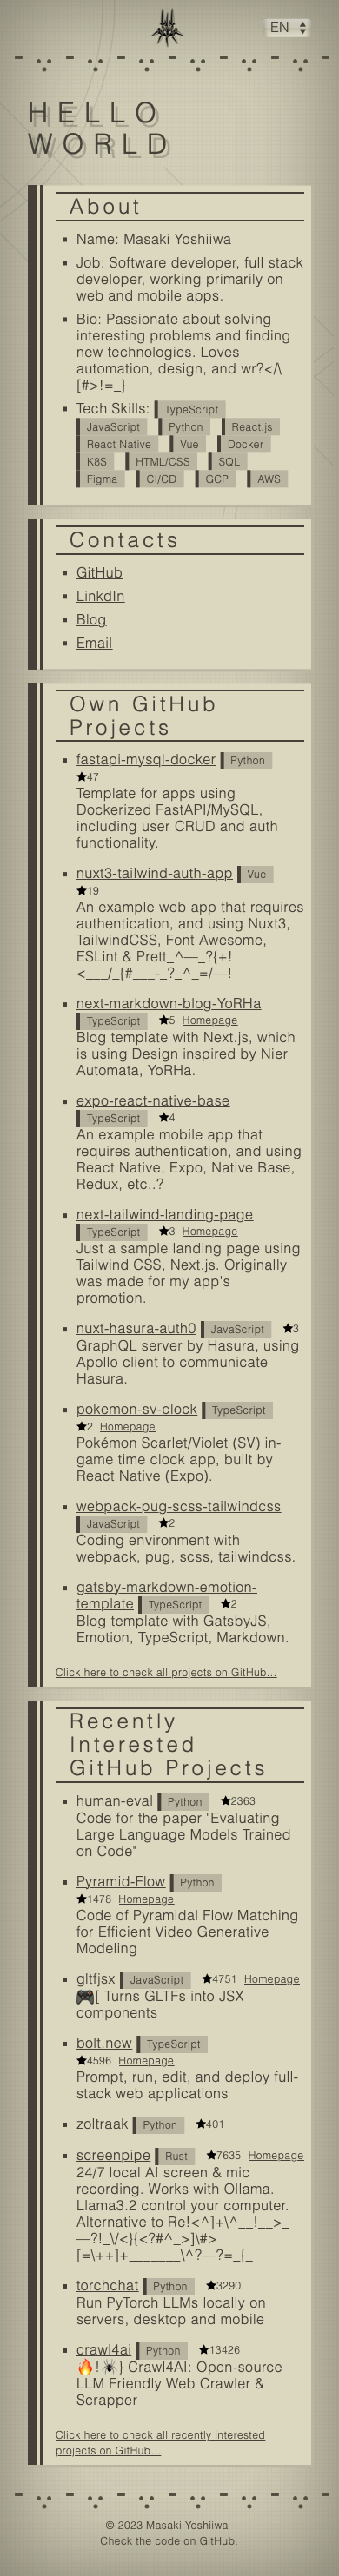 EN
HELLO
WORLD
About
Name: Masaki Yoshiiwa
Job: Software developer, full stack
developer, working primarily on
web and mobile apps.
Bio: Passionate about solving
interesting problems and finding
new technologies. Loves
automation, design, and wr?</\
[#>!=_}
Tech Skills: TypeScript
JavaScript Python React.js
React Native Vue Docker
K8S HTML/CSS SQL
Figma CI/CD GCP AWS
Contacts
GitHub
LinkdIn
Blog
Email
Own GitHub
Projects
fastapi-mysql-docker Python
★47
Template for apps using
Dockerized FastAPI/MySQL,
including user CRUD and auth
functionality.
nuxt3-tailwind-auth-app Vue
★19
An example web app that requires
authentication, and using Nuxt3,
TailwindCSS, Font Awesome,
ESLint & Prett_^—_?{+!
<___/_{#___-_?_^_=/—!
next-markdown-blog-YoRHa
TypeScript ★5 Homepage
Blog template with Next.js, which
is using Design inspired by Nier
Automata, YoRHa.
expo-react-native-base
TypeScript ★4
An example mobile app that
requires authentication, and using
React Native, Expo, Native Base,
Redux, etc..?
next-tailwind-landing-page
TypeScript ★3 Homepage
Just a sample landing page using
Tailwind CSS, Next.js. Originally
was made for my app's
promotion.
nuxt-hasura-auth0 JavaScript ★3
GraphQL server by Hasura, using
Apollo client to communicate
Hasura.
pokemon-sv-clock TypeScript
★2 Homepage
Pokémon Scarlet/Violet (SV) in-
game time clock app, built by
React Native (Expo).
webpack-pug-scss-tailwindcss
JavaScript ★2
Coding environment with
webpack, pug, scss, tailwindcss.
gatsby-markdown-emotion-
template TypeScript ★2
Blog template with GatsbyJS,
Emotion, TypeScript, Markdown.
Click here to check all projects on GitHub...
Recently
Interested
GitHub Projects
human-eval Python ★2363
Code for the paper "Evaluating
Large Language Models Trained
on Code"
Pyramid-Flow Python
★1478 Homepage
Code of Pyramidal Flow Matching
for Efficient Video Generative
Modeling
gltfjsx JavaScript ★4751 Homepage
🎮[ Turns GLTFs into JSX
components
bolt.new TypeScript
★4596 Homepage
Prompt, run, edit, and deploy full-
stack web applications
zoltraak Python ★401
screenpipe Rust ★7635 Homepage
24/7 local AI screen & mic
recording. Works with Ollama.
Llama3.2 control your computer.
Alternative to Re!<^]+\^__!__>_
—?!_\/<}{<?#^_>]\#>
[=\++]+_______\^?—?=_{_
torchchat Python ★3290
Run PyTorch LLMs locally on
servers, desktop and mobile
crawl4ai Python ★13426
🔥!🕷} Crawl4AI: Open-source
LLM Friendly Web Crawler &
Scrapper
Click here to check all recently interested
projects on GitHub...
© 2023 Masaki Yoshiiwa
Check the code on GitHub.